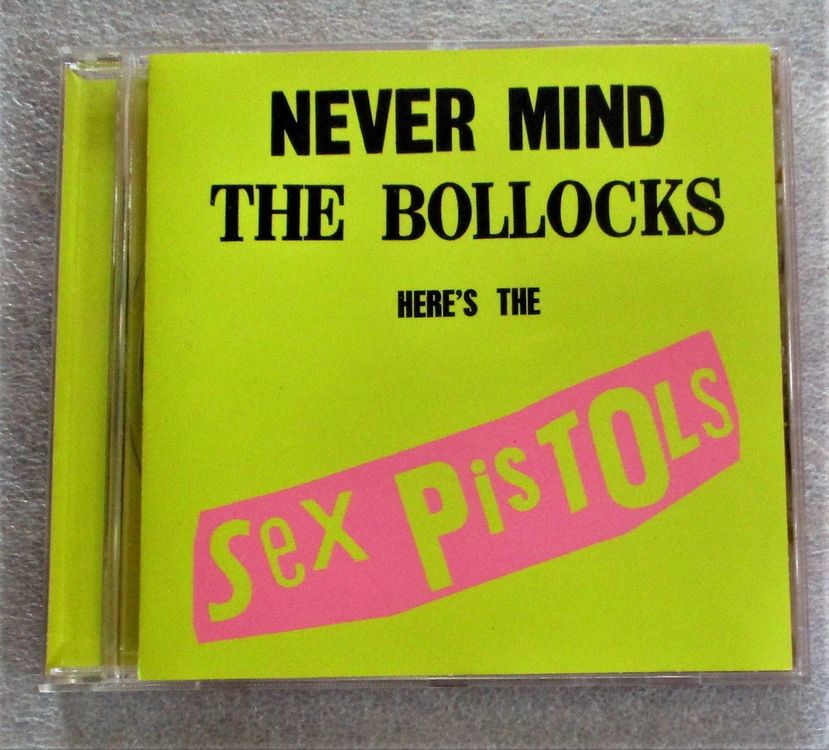 NEVER MIND
THE BOLLOCKS
HERE'S THE
Sex PiSTOLS